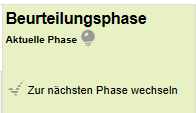 Beurteilungsphase
Aktuelle Phase
Zur nächsten Phase wechseln